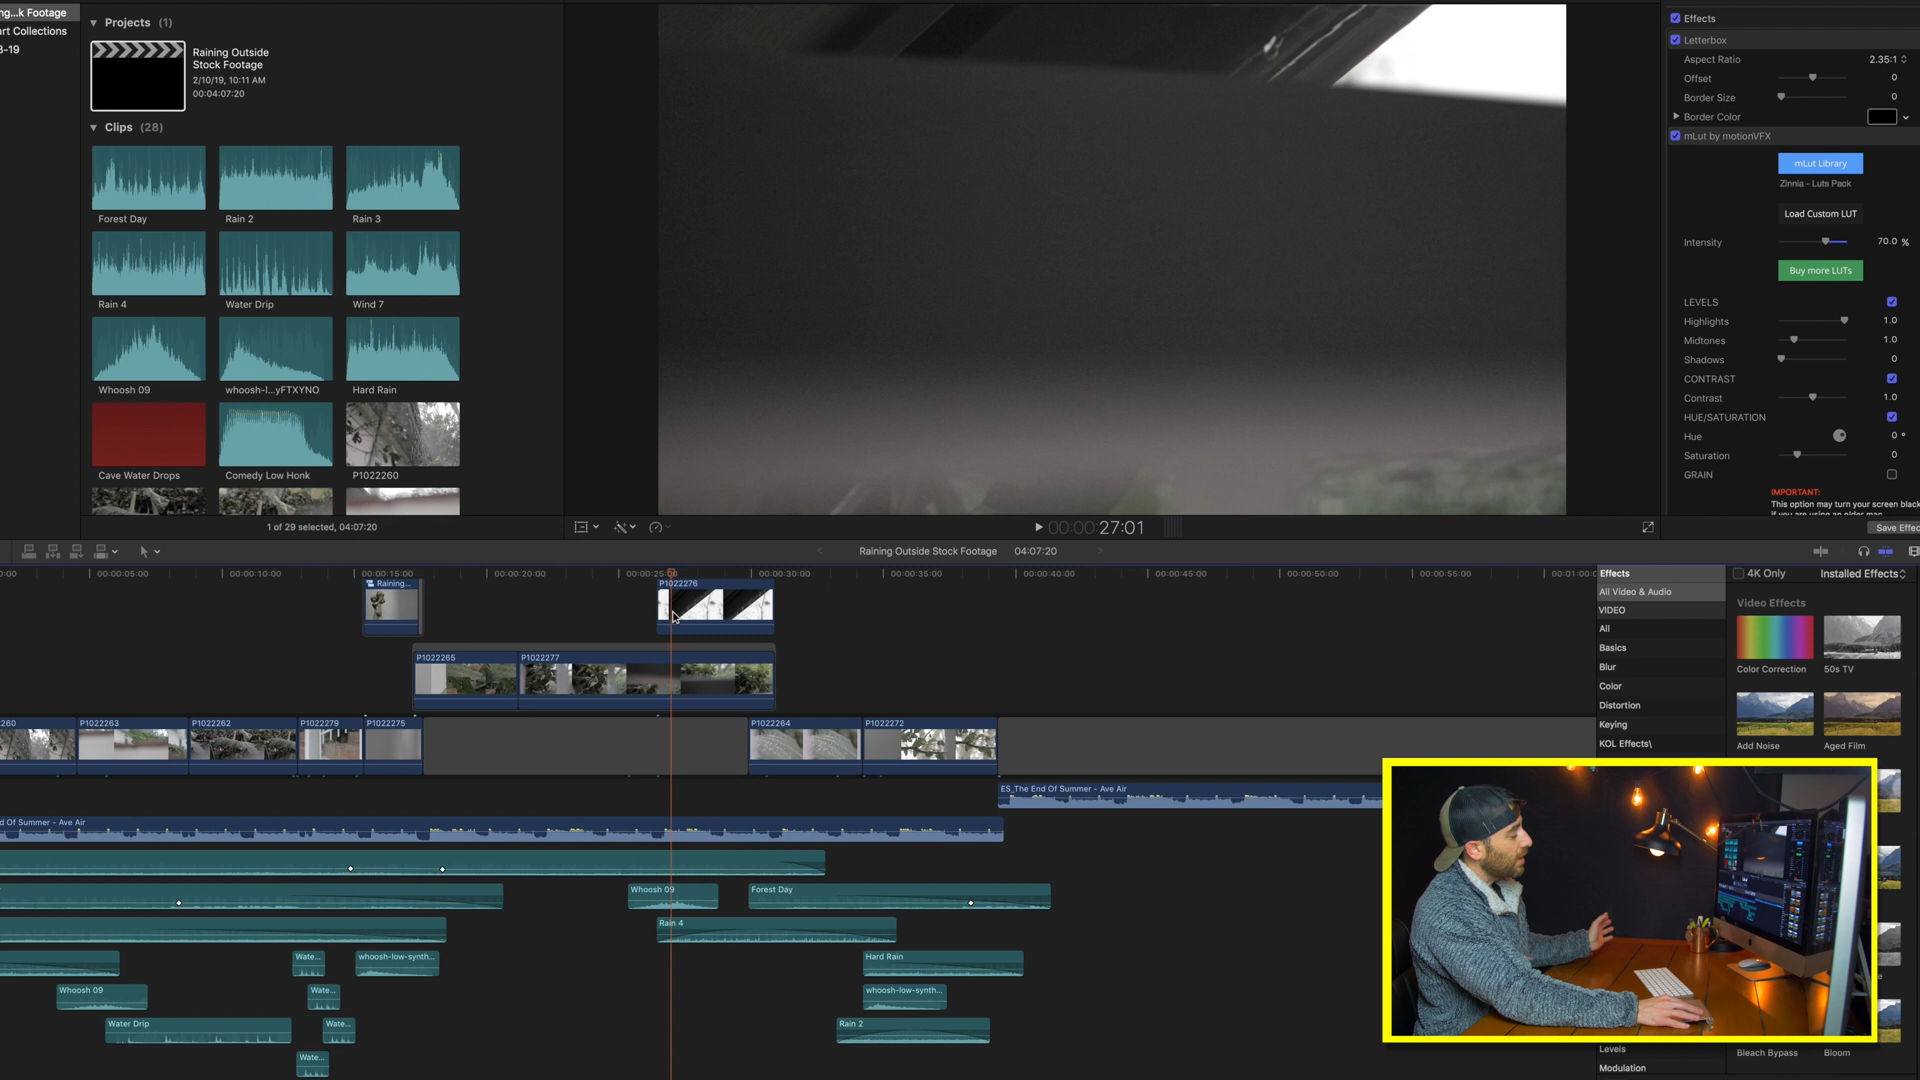 ng...k Footage
art Collections
3-19
Projects (1)
Raining Outside
Stock Footage
2/10/19, 10:11 AM
00:04:07:20
Clips (28)
Forest Day
Rain 2
Rain 3
Rain 4
Water Drip
Wind 7
Whoosh 09
whoosh-l...yFTXYNO
Hard Rain
Cave Water Drops
Comedy Low Honk
P1022260
1 of 29 selected, 04:07:20
00:00:00:27:01
Effects
Letterbox
Aspect Ratio 2.35:1
Offset 0
Border Size 0
Border Color
mLut by motionVFX
mLut Library
Zinnia - Luts Pack
Load Custom LUT
Intensity 70.0 %
Buy more LUTs
LEVELS
Highlights 1.0
Midtones 1.0
Shadows 0
CONTRAST
Contrast 1.0
HUE/SATURATION
Hue 0 °
Saturation 0
GRAIN
IMPORTANT:
This option may turn your screen black
if you are using an older mac
Save Effec
Raining Outside Stock Footage 04:07:20
0:00
00:00:05:00
00:00:10:00
00:00:15:00
00:00:20:00
00:00:25:00
00:00:30:00
00:00:35:00
00:00:40:00
00:00:45:00
00:00:50:00
00:00:55:00
00:01:00:0
Raining...
P1022276
P1022265
P1022277
260
P1022263
P1022262
P1022279
P1022275
P1022264
P1022272
ES_The End Of Summer - Ave Air
d Of Summer - Ave Air
Whoosh 09
Forest Day
Rain 4
Wate...
whoosh-low-synth...
Hard Rain
Whoosh 09
Wate...
whoosh-low-synth...
Water Drip
Wate...
Rain 2
Wate...
Effects
4K Only
Installed Effects
All Video & Audio
VIDEO
All
Basics
Blur
Color
Distortion
Keying
KOL Effects\
Levels
Modulation
Video Effects
Color Correction
50s TV
Add Noise
Aged Film
Bleach Bypass
Bloom